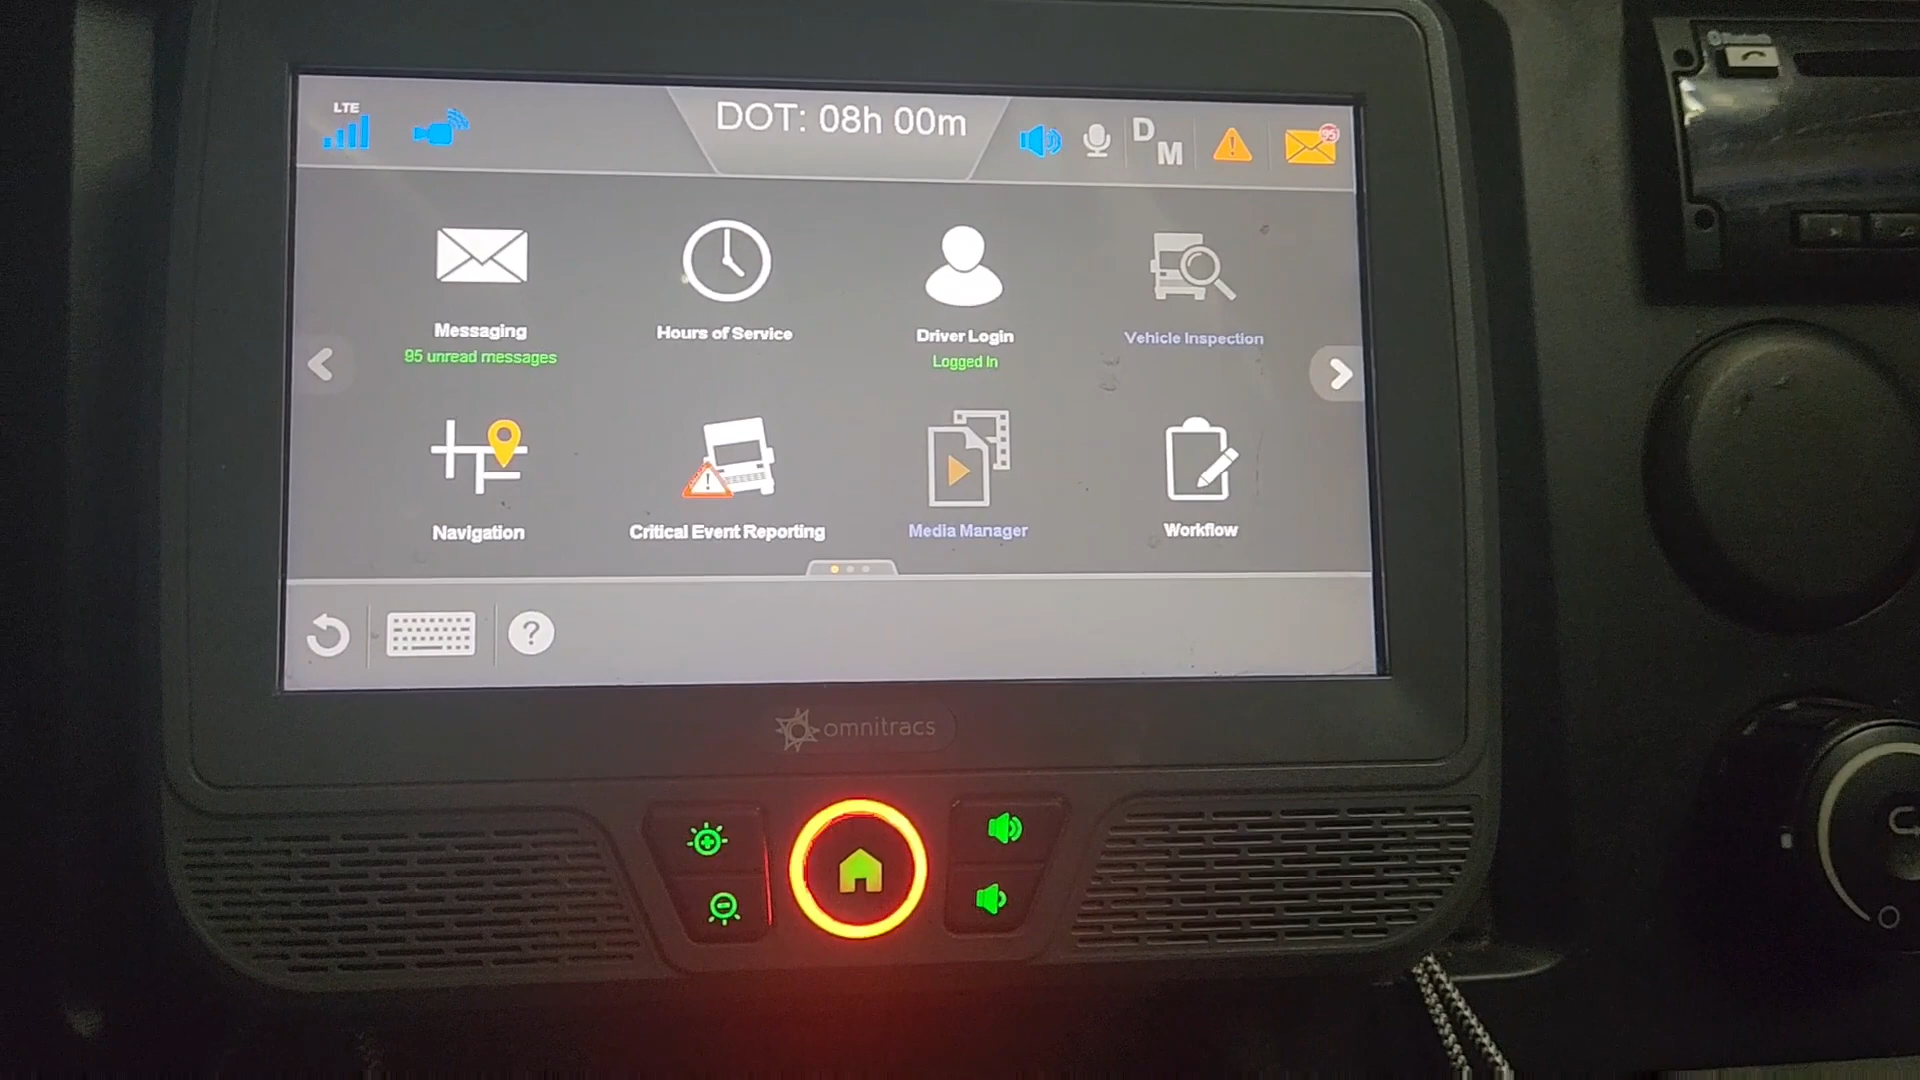 LTE
DOT: 08h 00m
D
M
95
Bluetooth
Messaging
95 unread messages
Hours of Service
Driver Login
Logged In
Vehicle Inspection
Navigation
Critical Event Reporting
Media Manager
Workflow
?
omnitracs